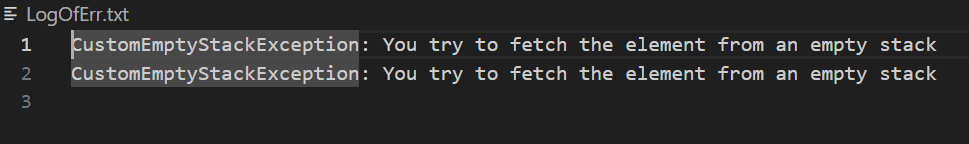 LogOfErr.txt
1 CustomEmptyStackException: You try to fetch the element from an empty stack
2 CustomEmptyStackException: You try to fetch the element from an empty stack
3